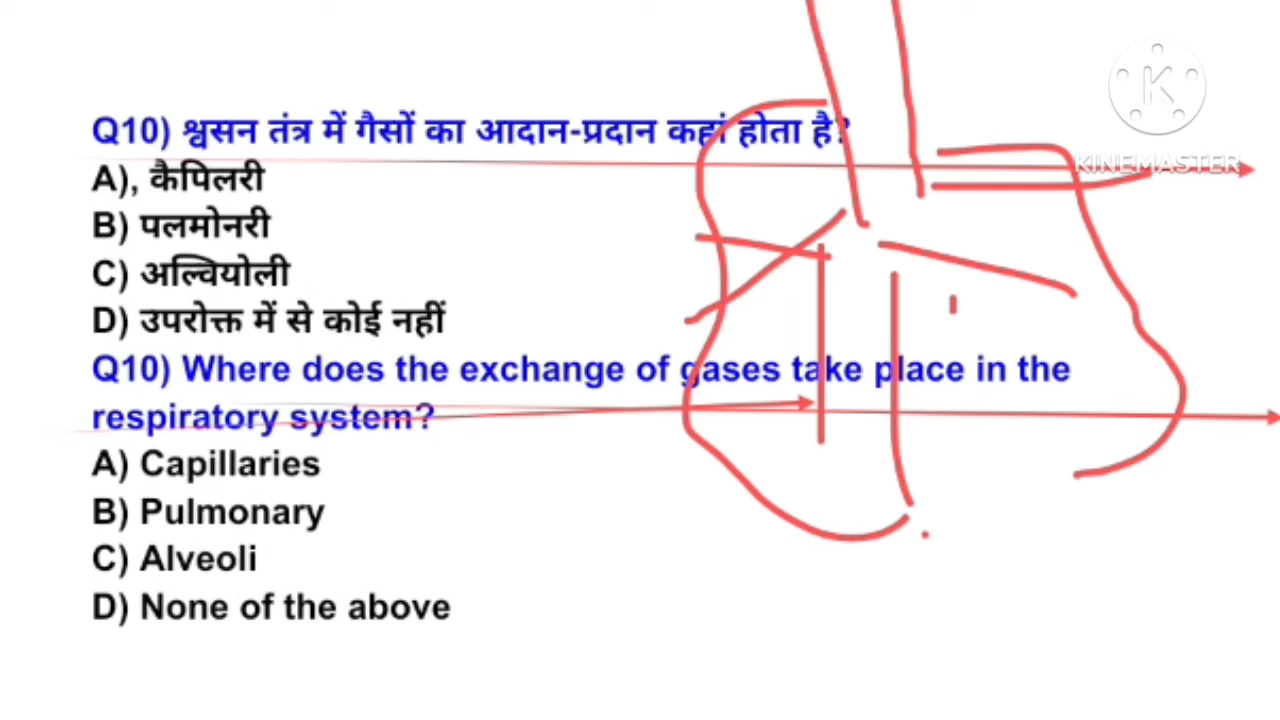 Q10) श्वसन तंत्र में गैसों का आदान-प्रदान कहां होता है?
A), कैपिलरी
B) पलमोनरी
C) अल्वियोली
D) उपरोक्त में से कोई नहीं
Q10) Where does the exchange of gases take place in the
respiratory system?
A) Capillaries
B) Pulmonary
C) Alveoli
D) None of the above
K
KINEMASTER